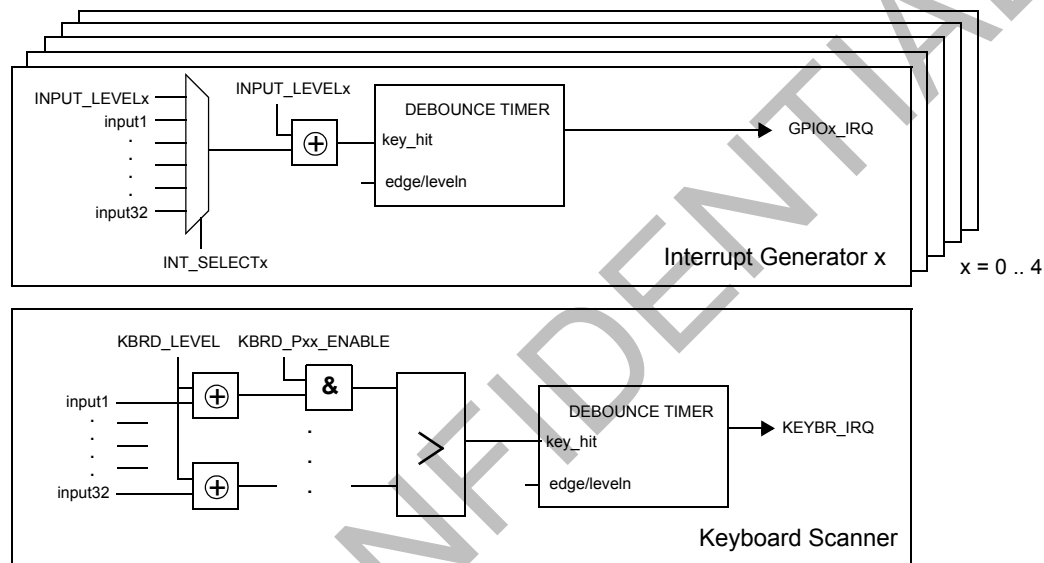 INPUT_LEVELx
INPUT_LEVELx
input1
.
.
.
.
input32
INT_SELECTx
DEBOUNCE TIMER
key_hit
edge/leveln
GPIOx_IRQ
Interrupt Generator x
x = 0 .. 4
KBRD_LEVEL KBRD_Pxx_ENABLE
&
input1
.
.
.
.
input32
.
.
.
>
DEBOUNCE TIMER
key_hit
edge/leveln
KEYBR_IRQ
Keyboard Scanner
NFIDENTIAL